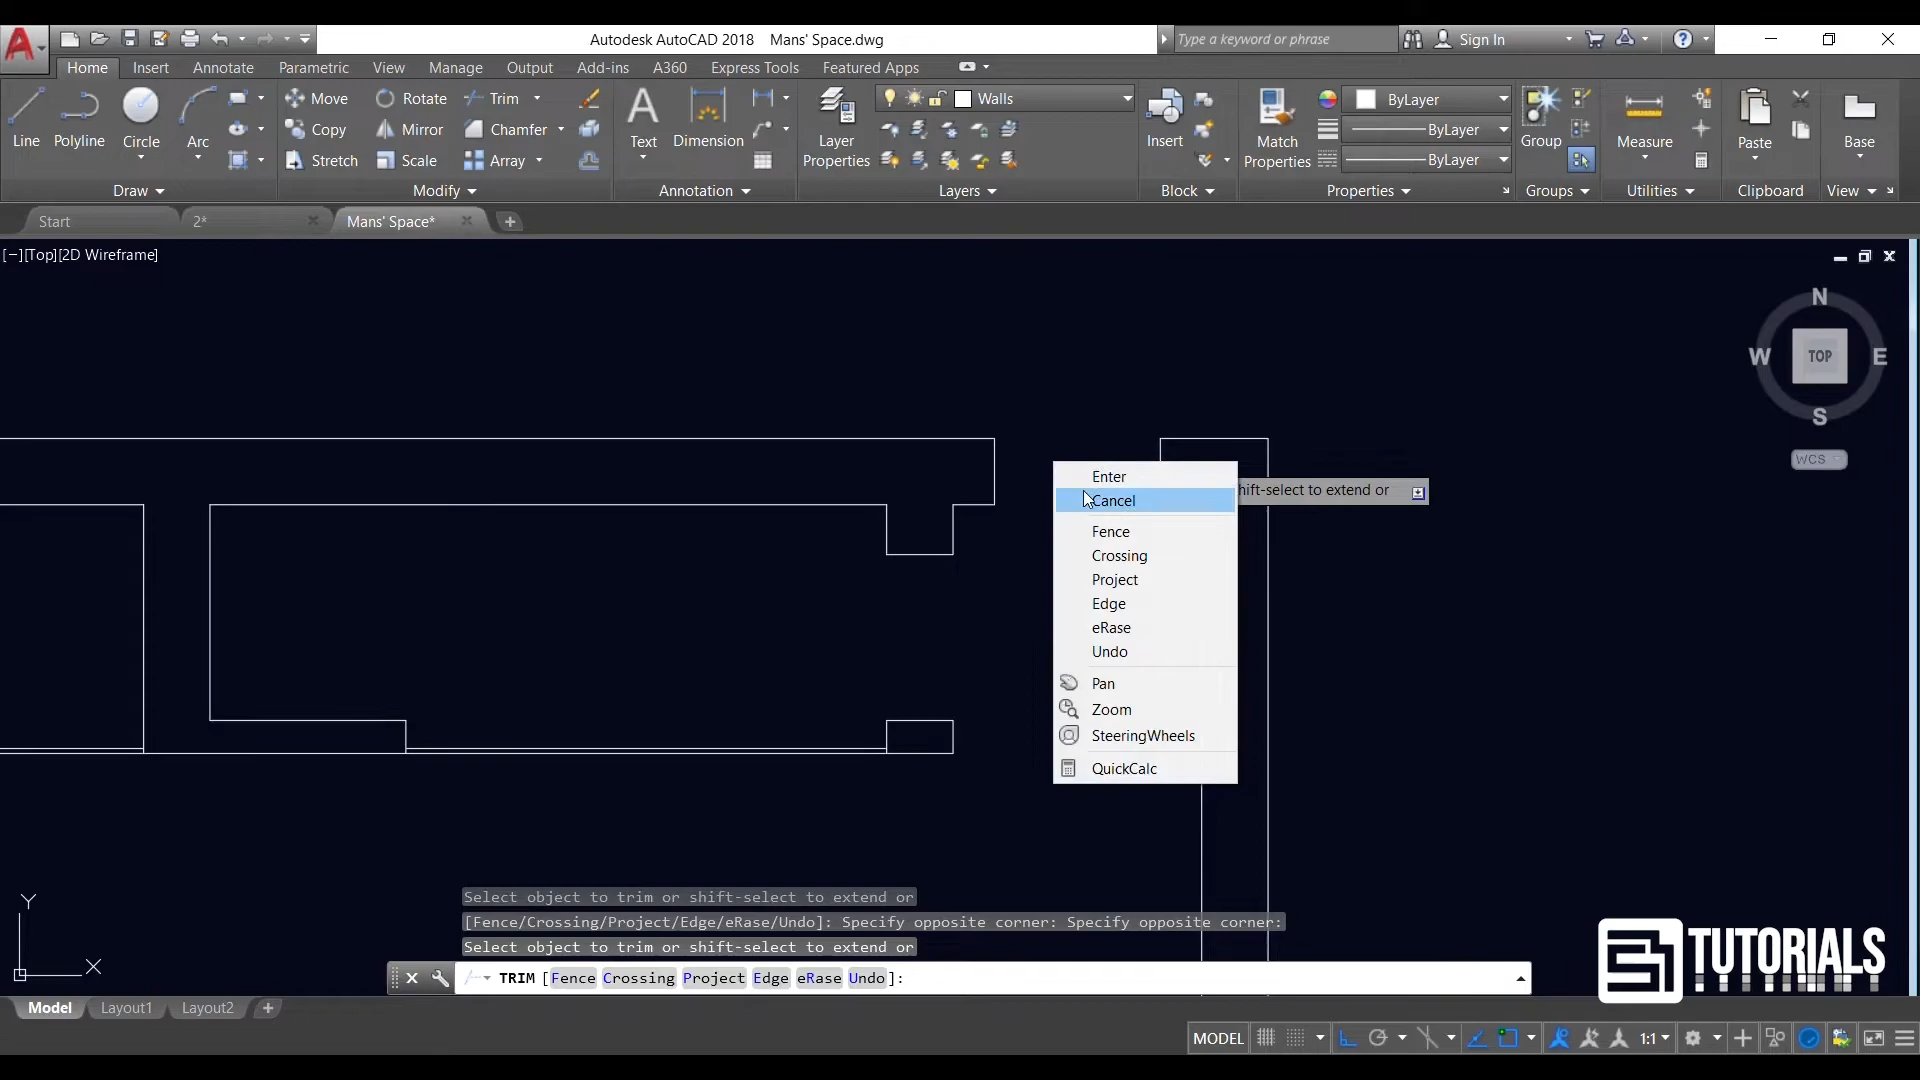 Autodesk AutoCAD 2018 Mans' Space.dwg
Type a keyword or phrase
Sign In
Home Insert Annotate Parametric View Manage Output Add-ins A360 Express Tools Featured Apps
Line Polyline Circle Arc
Move Rotate Trim
Copy Mirror Chamfer
Stretch Scale Array
Text Dimension
Layer Properties
Walls
Insert
Match Properties
ByLayer
ByLayer
ByLayer
Group
Measure
Paste
Base
Draw Modify Annotation Layers Block Properties Groups Utilities Clipboard View
Start 2* Mans' Space*
[−][Top][2D Wireframe]
N
W TOP E
S
WCS
Enter
Cancel
Fence
Crossing
Project
Edge
eRase
Undo
Pan
Zoom
SteeringWheels
QuickCalc
hift-select to extend or
Y
X
Select object to trim or shift-select to extend or
[Fence/Crossing/Project/Edge/eRase/Undo]: Specify opposite corner: Specify opposite corner:
Select object to trim or shift-select to extend or
TRIM [Fence Crossing Project Edge eRase Undo]:
TUTORIALS
Model Layout1 Layout2
MODEL 1:1